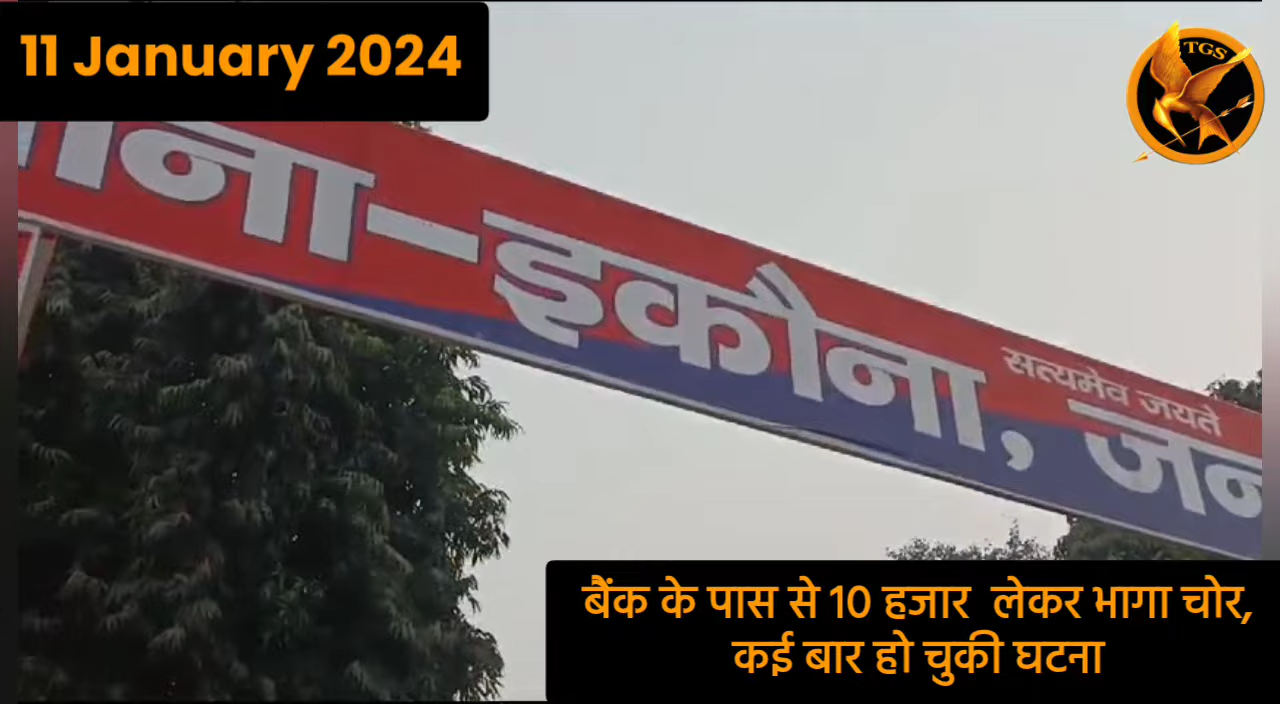 11 January 2024
TGS
ना-इकौना,
सत्यमेव जयते
बैंक के पास से 10 हजार लेकर भागा चोर,
कई बार हो चुकी घटना